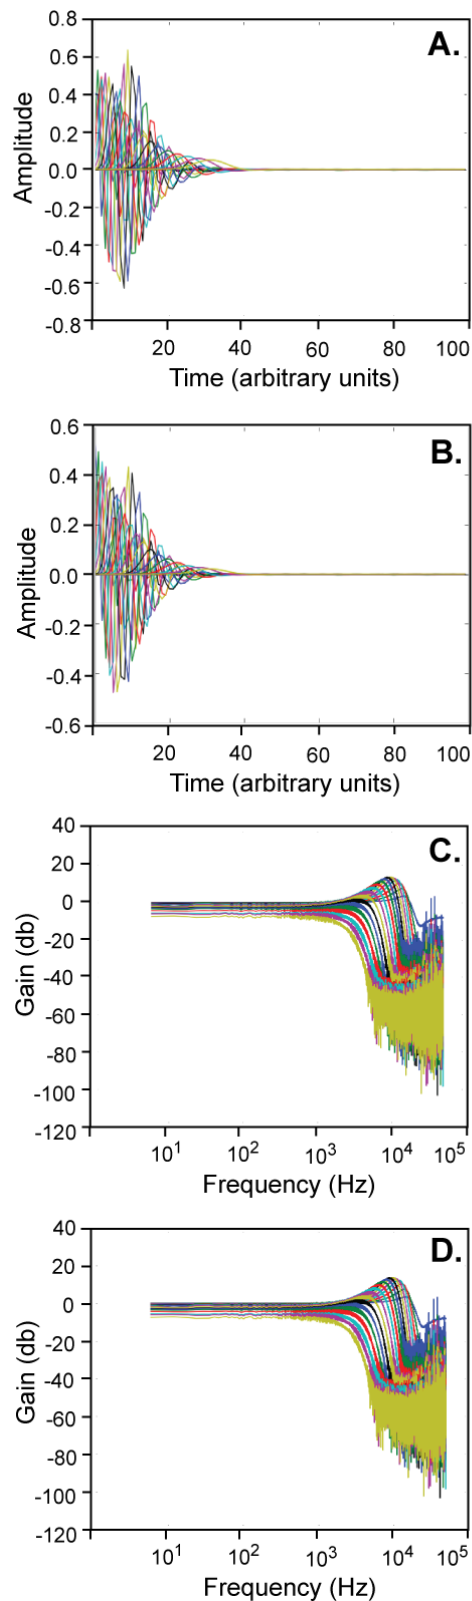 A.
0.8
0.6
0.4
0.2
0.0
-0.2
-0.4
-0.6
-0.8
Amplitude
20 40 60 80 100
Time (arbitrary units)
B.
0.6
0.4
0.2
0.0
-0.2
-0.4
-0.6
Amplitude
20 40 60 80 100
Time (arbitrary units)
C.
40
20
0
-20
-40
-60
-80
-100
-120
Gain (db)
10¹ 10² 10³ 10⁴ 10⁵
Frequency (Hz)
D.
40
20
0
-20
-40
-60
-80
-100
-120
Gain (db)
10¹ 10² 10³ 10⁴ 10⁵
Frequency (Hz)